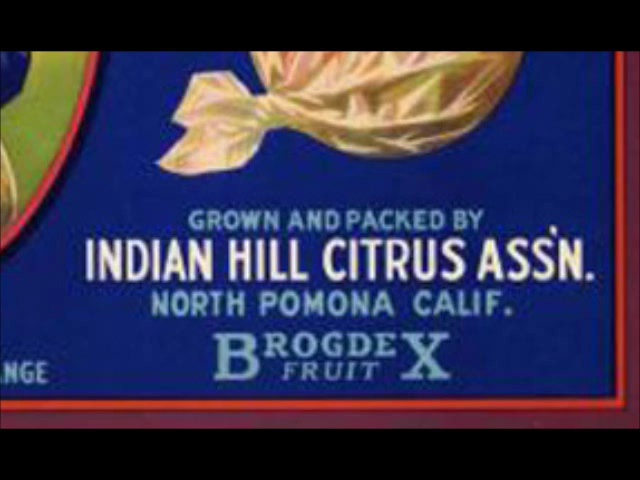 GROWN AND PACKED BY
INDIAN HILL CITRUS ASS'N.
NORTH POMONA CALIF.
BROGDEX
FRUIT
NGE